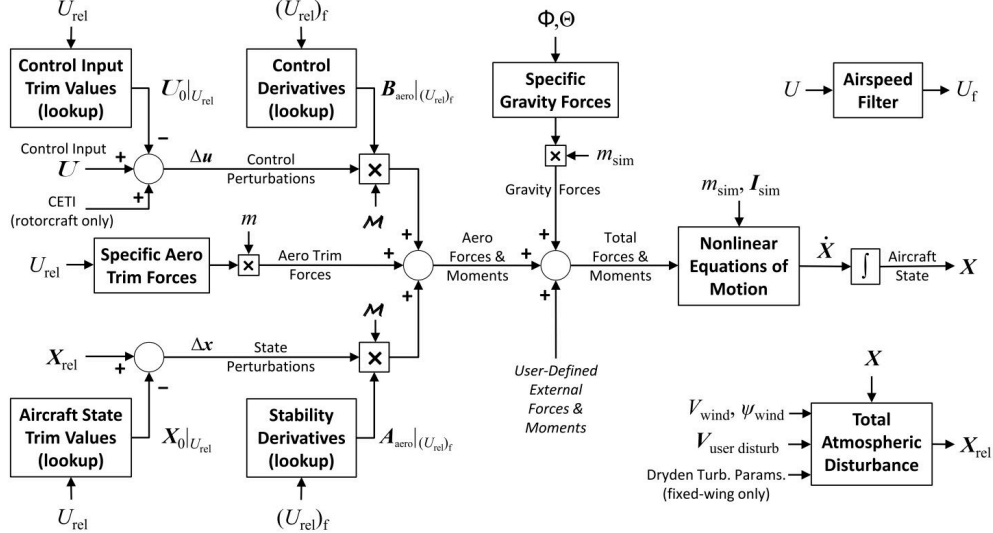 U_rel
Control Input
Trim Values
(lookup)
U_0|_{U_rel}
−
Control Input
U
+
+
CETI
(rotorcraft only)
Δu
Control
Perturbations
(U_rel)_f
Control
Derivatives
(lookup)
B_aero|_{(U_rel)_f}
×
M
U_rel
Specific Aero
Trim Forces
m
×
Aero Trim
Forces
+
+
+
Aero
Forces &
Moments
X_rel
+
−
Δx
State
Perturbations
M
×
Aircraft State
Trim Values
(lookup)
X_0|_{U_rel}
U_rel
Stability
Derivatives
(lookup)
A_aero|_{(U_rel)_f}
(U_rel)_f
Φ,Θ
Specific
Gravity Forces
×
m_sim
Gravity Forces
+
+
+
Total
Forces &
Moments
User-Defined
External
Forces &
Moments
m_sim, I_sim
Nonlinear
Equations of
Motion
Ẋ
∫
Aircraft
State
X
U
Airspeed
Filter
U_f
X
V_wind, ψ_wind
V_user disturb
Dryden Turb. Params.
(fixed-wing only)
Total
Atmospheric
Disturbance
X_rel